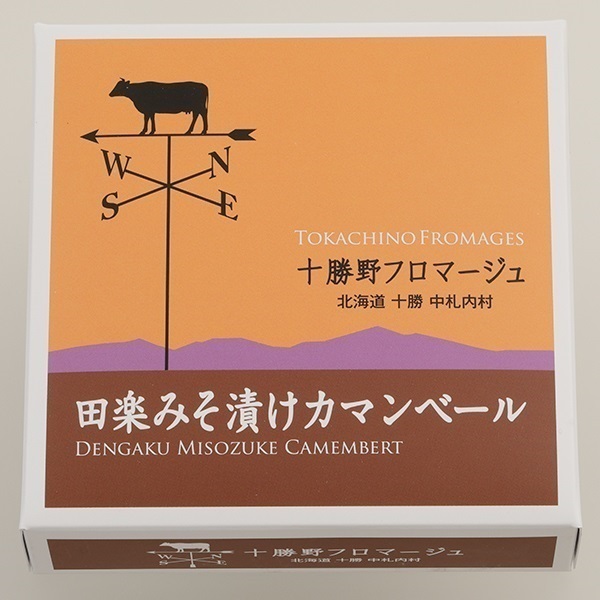 W N
S E
TOKACHINO FROMAGES
十勝野フロマージュ
北海道 十勝 中札内村
田楽みそ漬けカマンベール
DENGAKU MISOZUKE CAMEMBERT
W N
S E
十勝野フロマージュ
北海道 十勝 中札内村